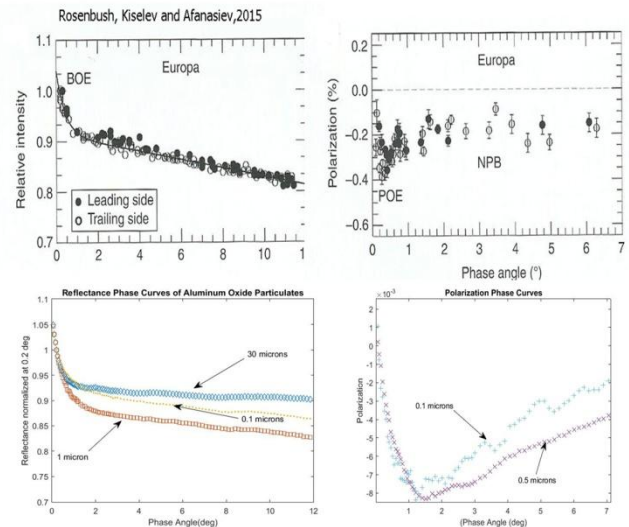 Rosenbush, Kiselev and Afanasiev,2015
1.1
1.0
0.9
0.8
0.7
Relative intensity
BOE
Europa
Leading side
Trailing side
0 2 4 6 8 10 1
0.2
0.0
−0.2
−0.4
−0.6
Polarization (%)
Europa
NPB
POE
0 1 2 3 4 5 6 7
Phase angle (°)
Reflectance Phase Curves of Aluminum Oxide Particulates
1.1
1.05
1
0.95
0.9
0.85
0.8
0.75
0.7
Reflectance normalized at 0.2 deg
30 microns
0.1 microns
1 micron
0 2 4 6 8 10 12
Phase Angle(deg)
Polarization Phase Curves
×10⁻³
2
1
0
-1
-2
-3
-4
-5
-6
-7
-8
Polarization
0.1 microns
0.5 microns
0 1 2 3 4 5 6 7
(Phase Angle (deg)